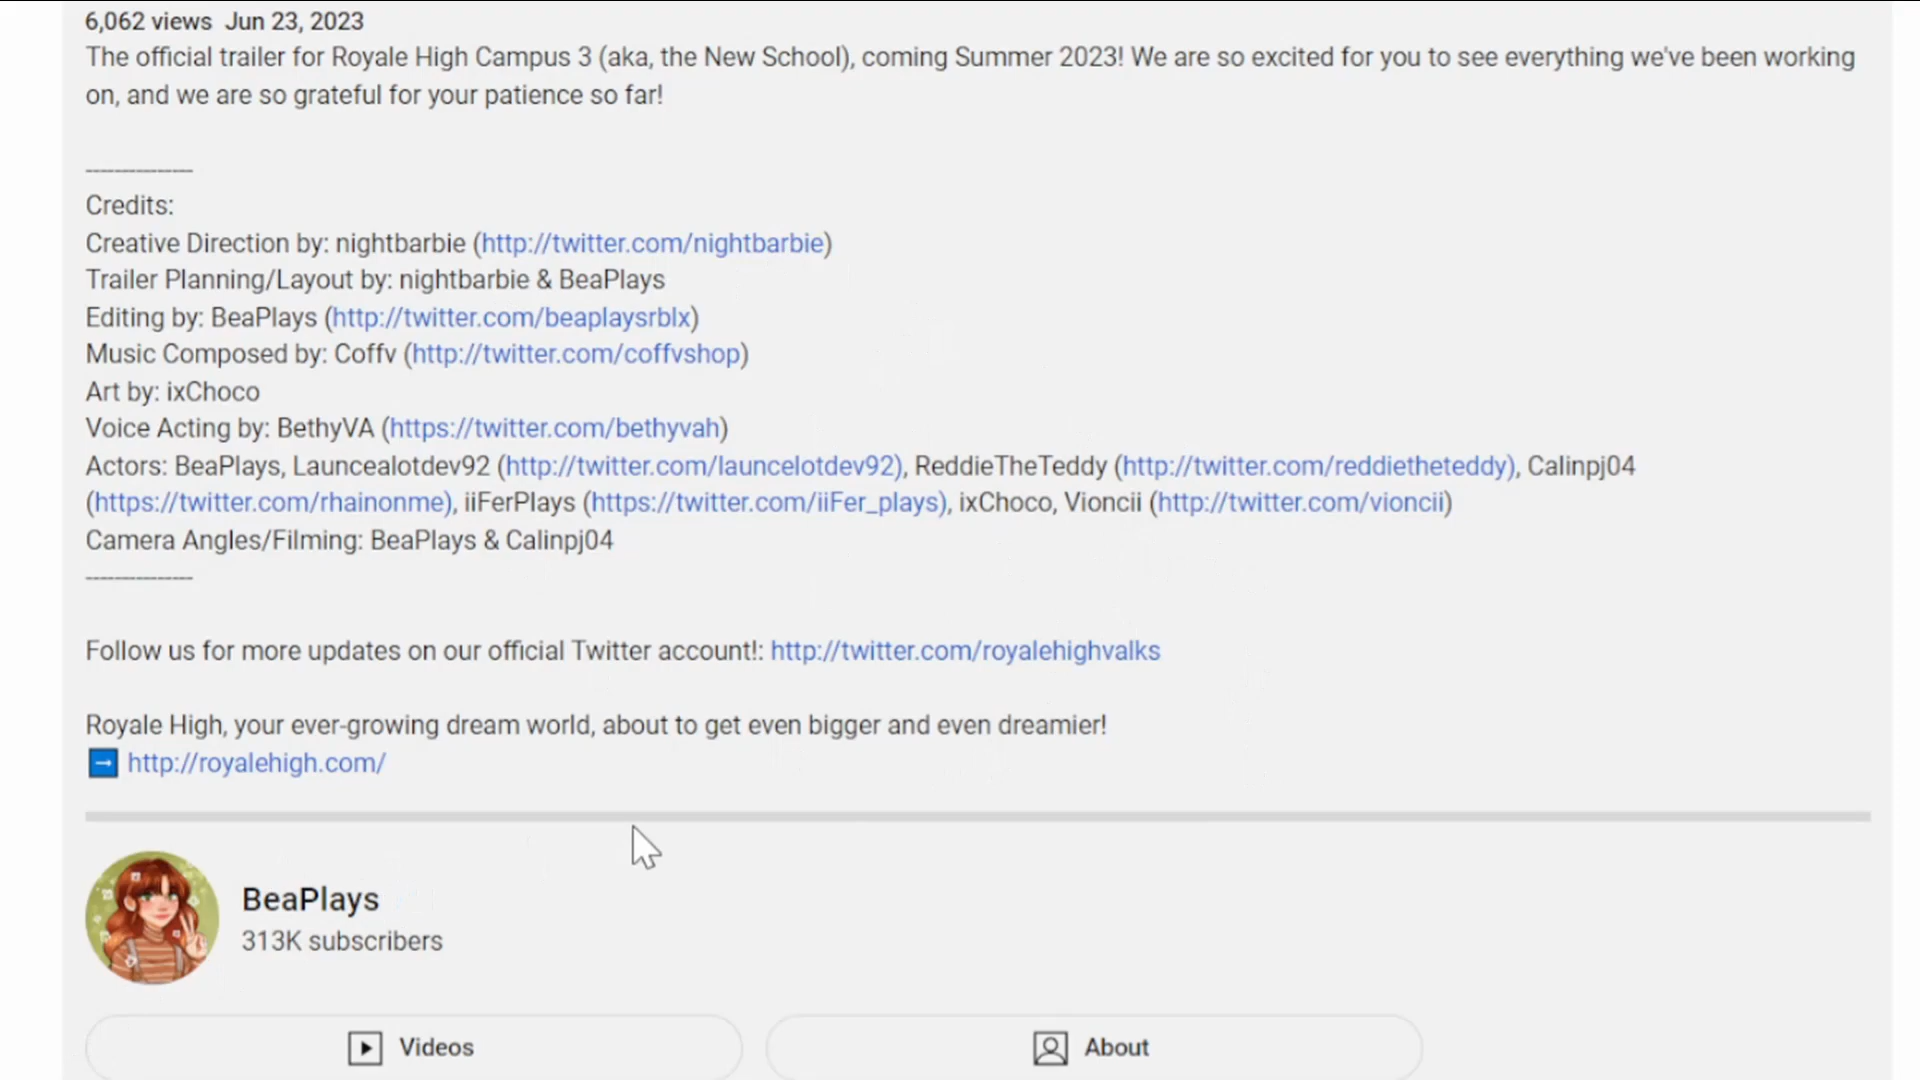 6,062 views Jun 23, 2023
The official trailer for Royale High Campus 3 (aka, the New School), coming Summer 2023! We are so excited for you to see everything we've been working
on, and we are so grateful for your patience so far!
---------------
Credits:
Creative Direction by: nightbarbie (http://twitter.com/nightbarbie)
Trailer Planning/Layout by: nightbarbie & BeaPlays
Editing by: BeaPlays (http://twitter.com/beaplaysrblx)
Music Composed by: Coffv (http://twitter.com/coffvshop)
Art by: ixChoco
Voice Acting by: BethyVA (https://twitter.com/bethyvah)
Actors: BeaPlays, Launcealotdev92 (http://twitter.com/launcelotdev92), ReddieTheTeddy (http://twitter.com/reddietheteddy), Calinpj04
(https://twitter.com/rhainonme), iiFerPlays (https://twitter.com/iiFer_plays), ixChoco, Vioncii (http://twitter.com/vioncii)
Camera Angles/Filming: BeaPlays & Calinpj04
---------------
Follow us for more updates on our official Twitter account!: http://twitter.com/royalehighvalks
Royale High, your ever-growing dream world, about to get even bigger and even dreamier!
➡ http://royalehigh.com/
BeaPlays
313K subscribers
Videos
About